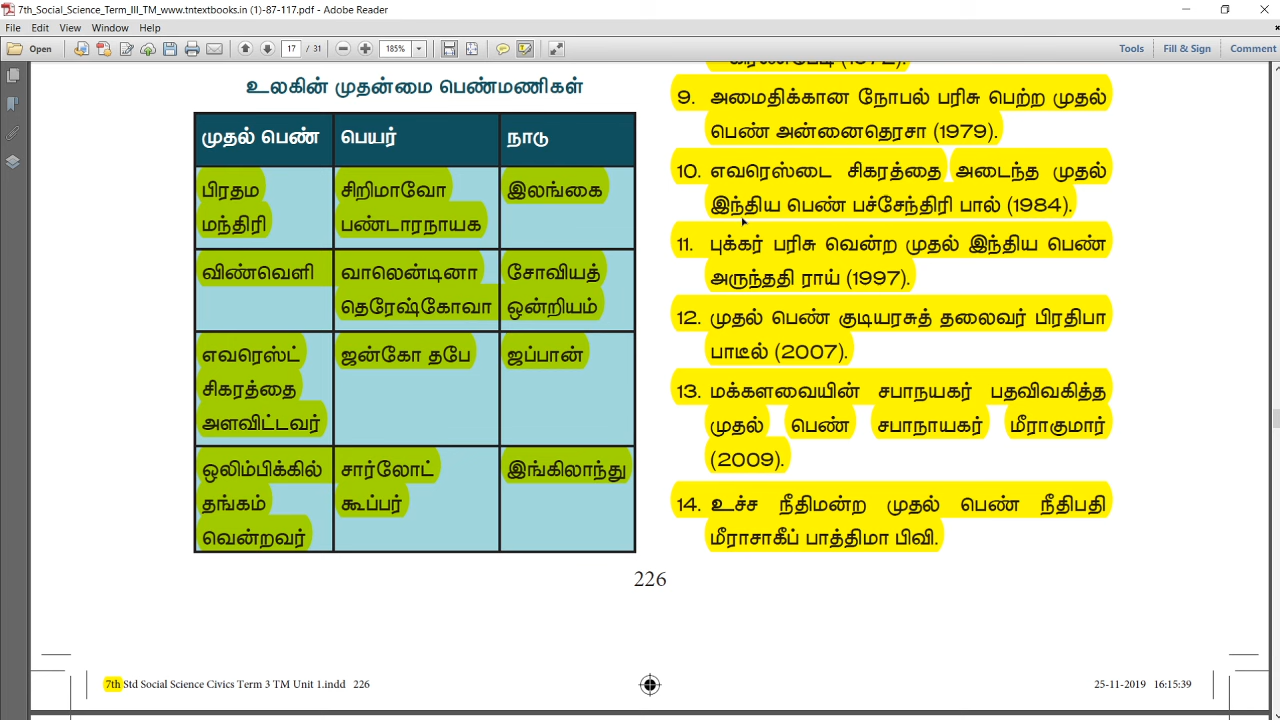 7th_Social_Science_Term_III_TM_www.tntextbooks.in (1)-87-117.pdf - Adobe Reader
File Edit View Window Help
Open 17 / 31 185% Tools Fill & Sign Comment
உலகின் முதன்மை பெண்மணிகள்
முதல் பெண் பெயர் நாடு
பிரதம சிறிமாவோ இலங்கை
மந்திரி பண்டாரநாயக
விண்வெளி வாலென்டினா சோவியத்
தெரேஷ்கோவா ஒன்றியம்
எவரெஸ்ட் ஜன்கோ தபே ஜப்பான்
சிகரத்தை
அளவிட்டவர்
ஒலிம்பிக்கில் சார்லோட் இங்கிலாந்து
தங்கம் கூப்பர்
வென்றவர்
9. அமைதிக்கான நோபல் பரிசு பெற்ற முதல்
பெண் அன்னைதெரசா (1979).
10. எவரெஸ்டை சிகரத்தை அடைந்த முதல்
இந்திய பெண் பச்சேந்திரி பால் (1984).
11. புக்கர் பரிசு வென்ற முதல் இந்திய பெண்
அருந்ததி ராய் (1997).
12. முதல் பெண் குடியரசுத் தலைவர் பிரதிபா
பாடீல் (2007).
13. மக்களவையின் சபாநயகர் பதவிவகித்த
முதல் பெண் சபாநாயகர் மீராகுமார்
(2009).
14. உச்ச நீதிமன்ற முதல் பெண் நீதிபதி
மீராசாகிப் பாத்திமா பிவி.
226
7th Std Social Science Civics Term 3 TM Unit 1.indd 226 25-11-2019 16:15:39